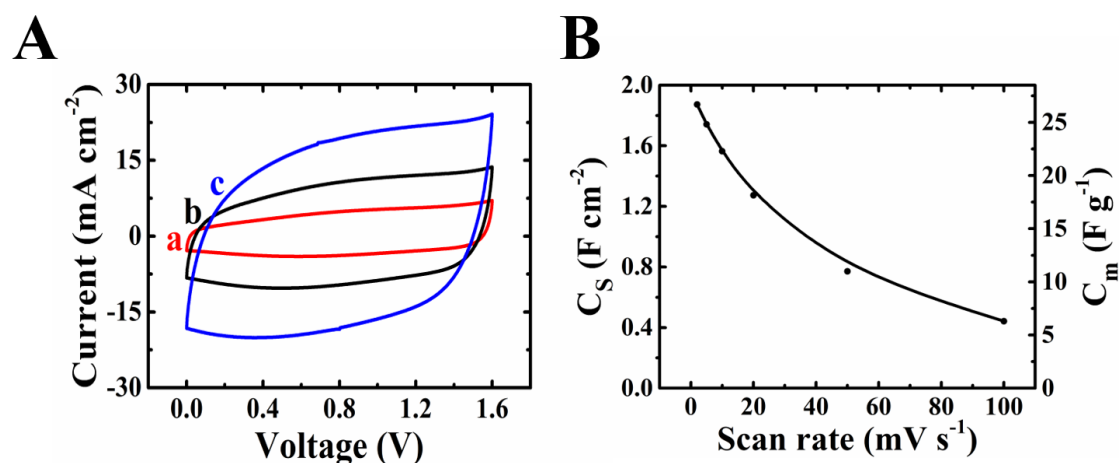 A
B
30
15
0
-15
-30
Current (mA cm⁻²)
a
b
c
0.0 0.4 0.8 1.2 1.6
Voltage (V)
2.0
1.6
1.2
0.8
0.4
0.0
C_S (F cm⁻²)
25
20
15
10
5
0
C_m (F g⁻¹)
0 20 40 60 80 100
Scan rate (mV s⁻¹)